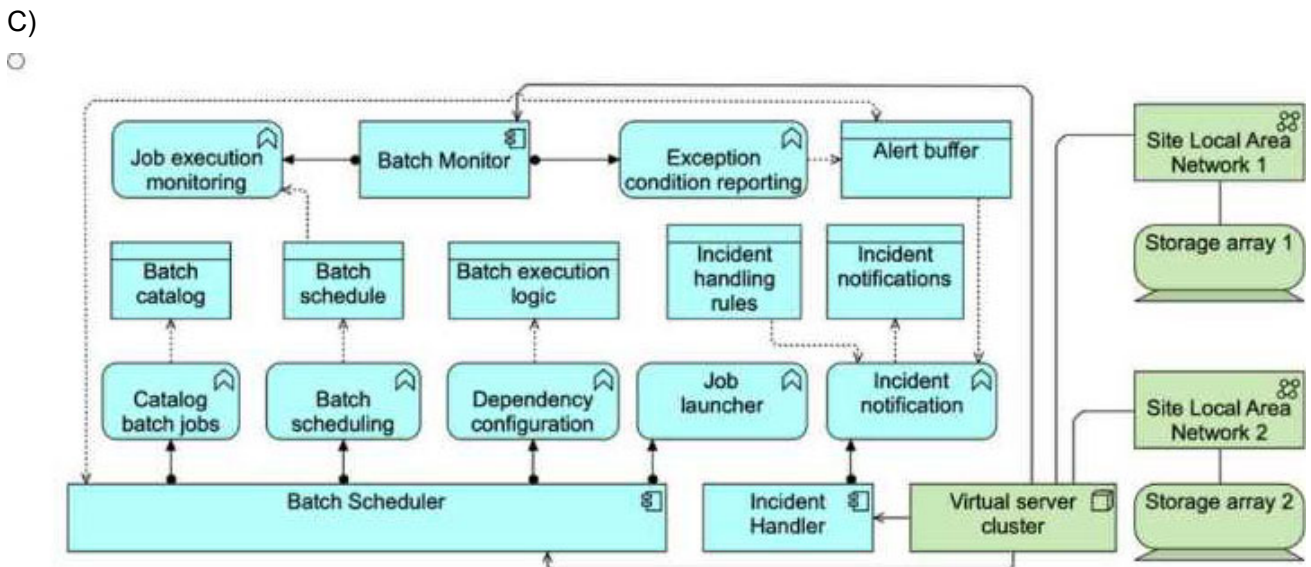 C)
Job execution
monitoring
Batch Monitor
Exception
condition reporting
Alert buffer
Site Local Area
Network 1
Storage array 1
Batch
catalog
Batch
schedule
Batch execution
logic
Incident
handling
rules
Incident
notifications
Catalog
batch jobs
Batch
scheduling
Dependency
configuration
Job
launcher
Incident
notification
Site Local Area
Network 2
Storage array 2
Batch Scheduler
Incident
Handler
Virtual server
cluster